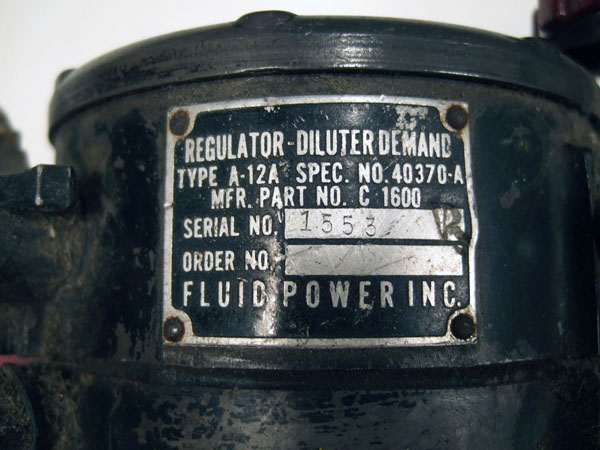 REGULATOR-DILUTER DEMAND
TYPE A-12A SPEC. NO. 40370-A
MFR. PART NO. C 1600
SERIAL NO. 1553 R
ORDER NO.
FLUID POWER INC.